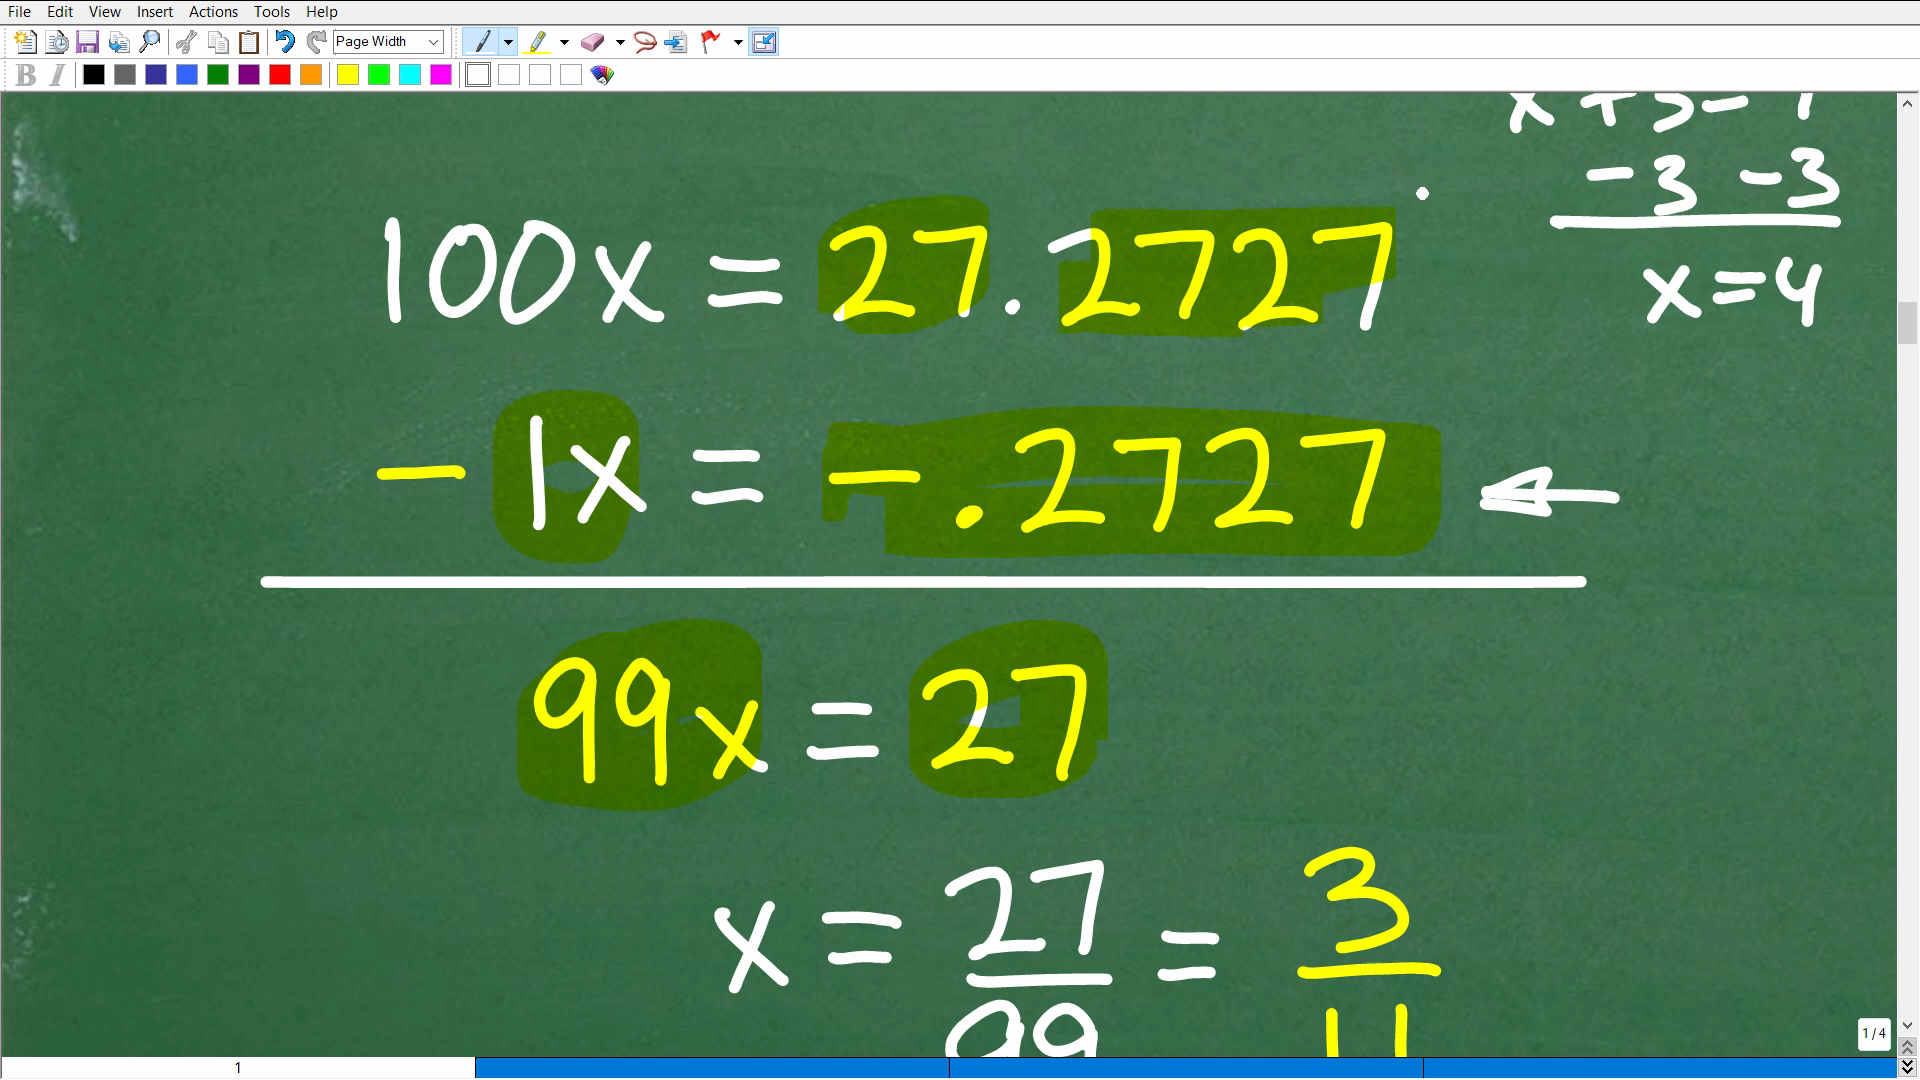 File Edit View Insert Actions Tools Help
Page Width
B I
- 3 - 3
x = 4
100x = 27.2727
- 1x = - .2727
99x = 27
x = 27/99 = 3/11
1 / 4
1